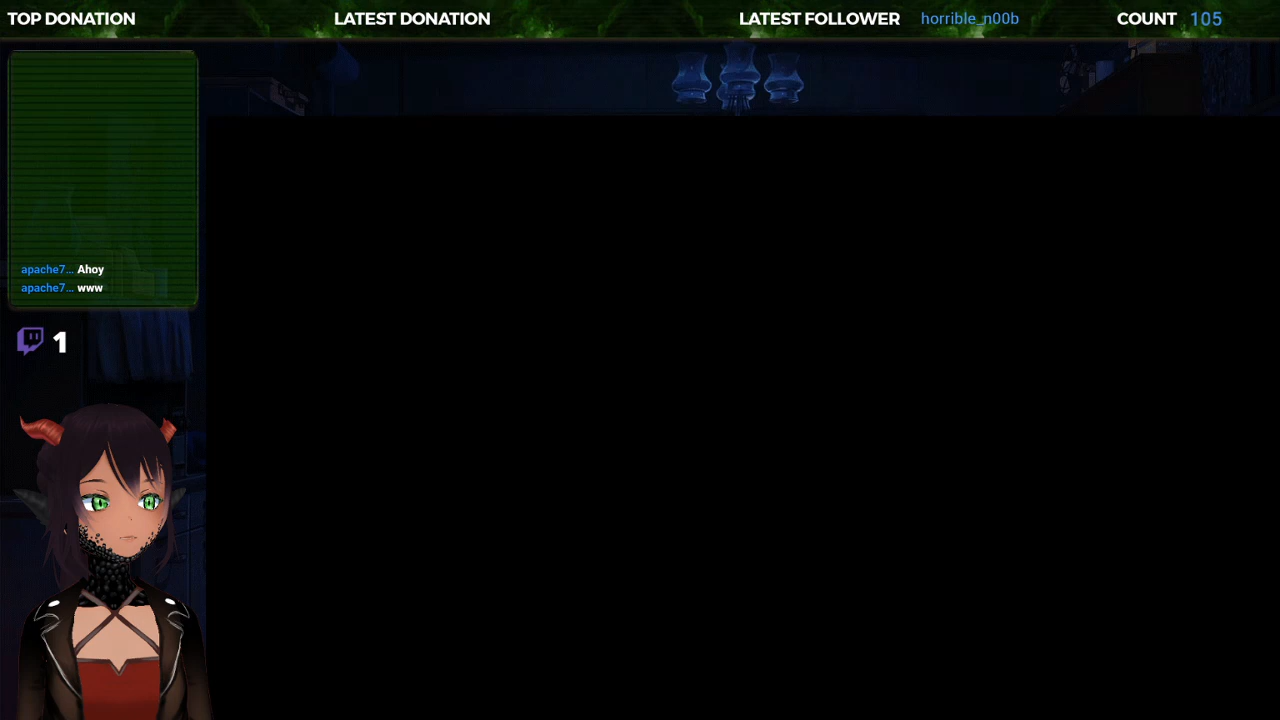 TOP DONATION LATEST DONATION LATEST FOLLOWER horrible_n00b COUNT 105
apache7... Ahoy
apache7... www
1